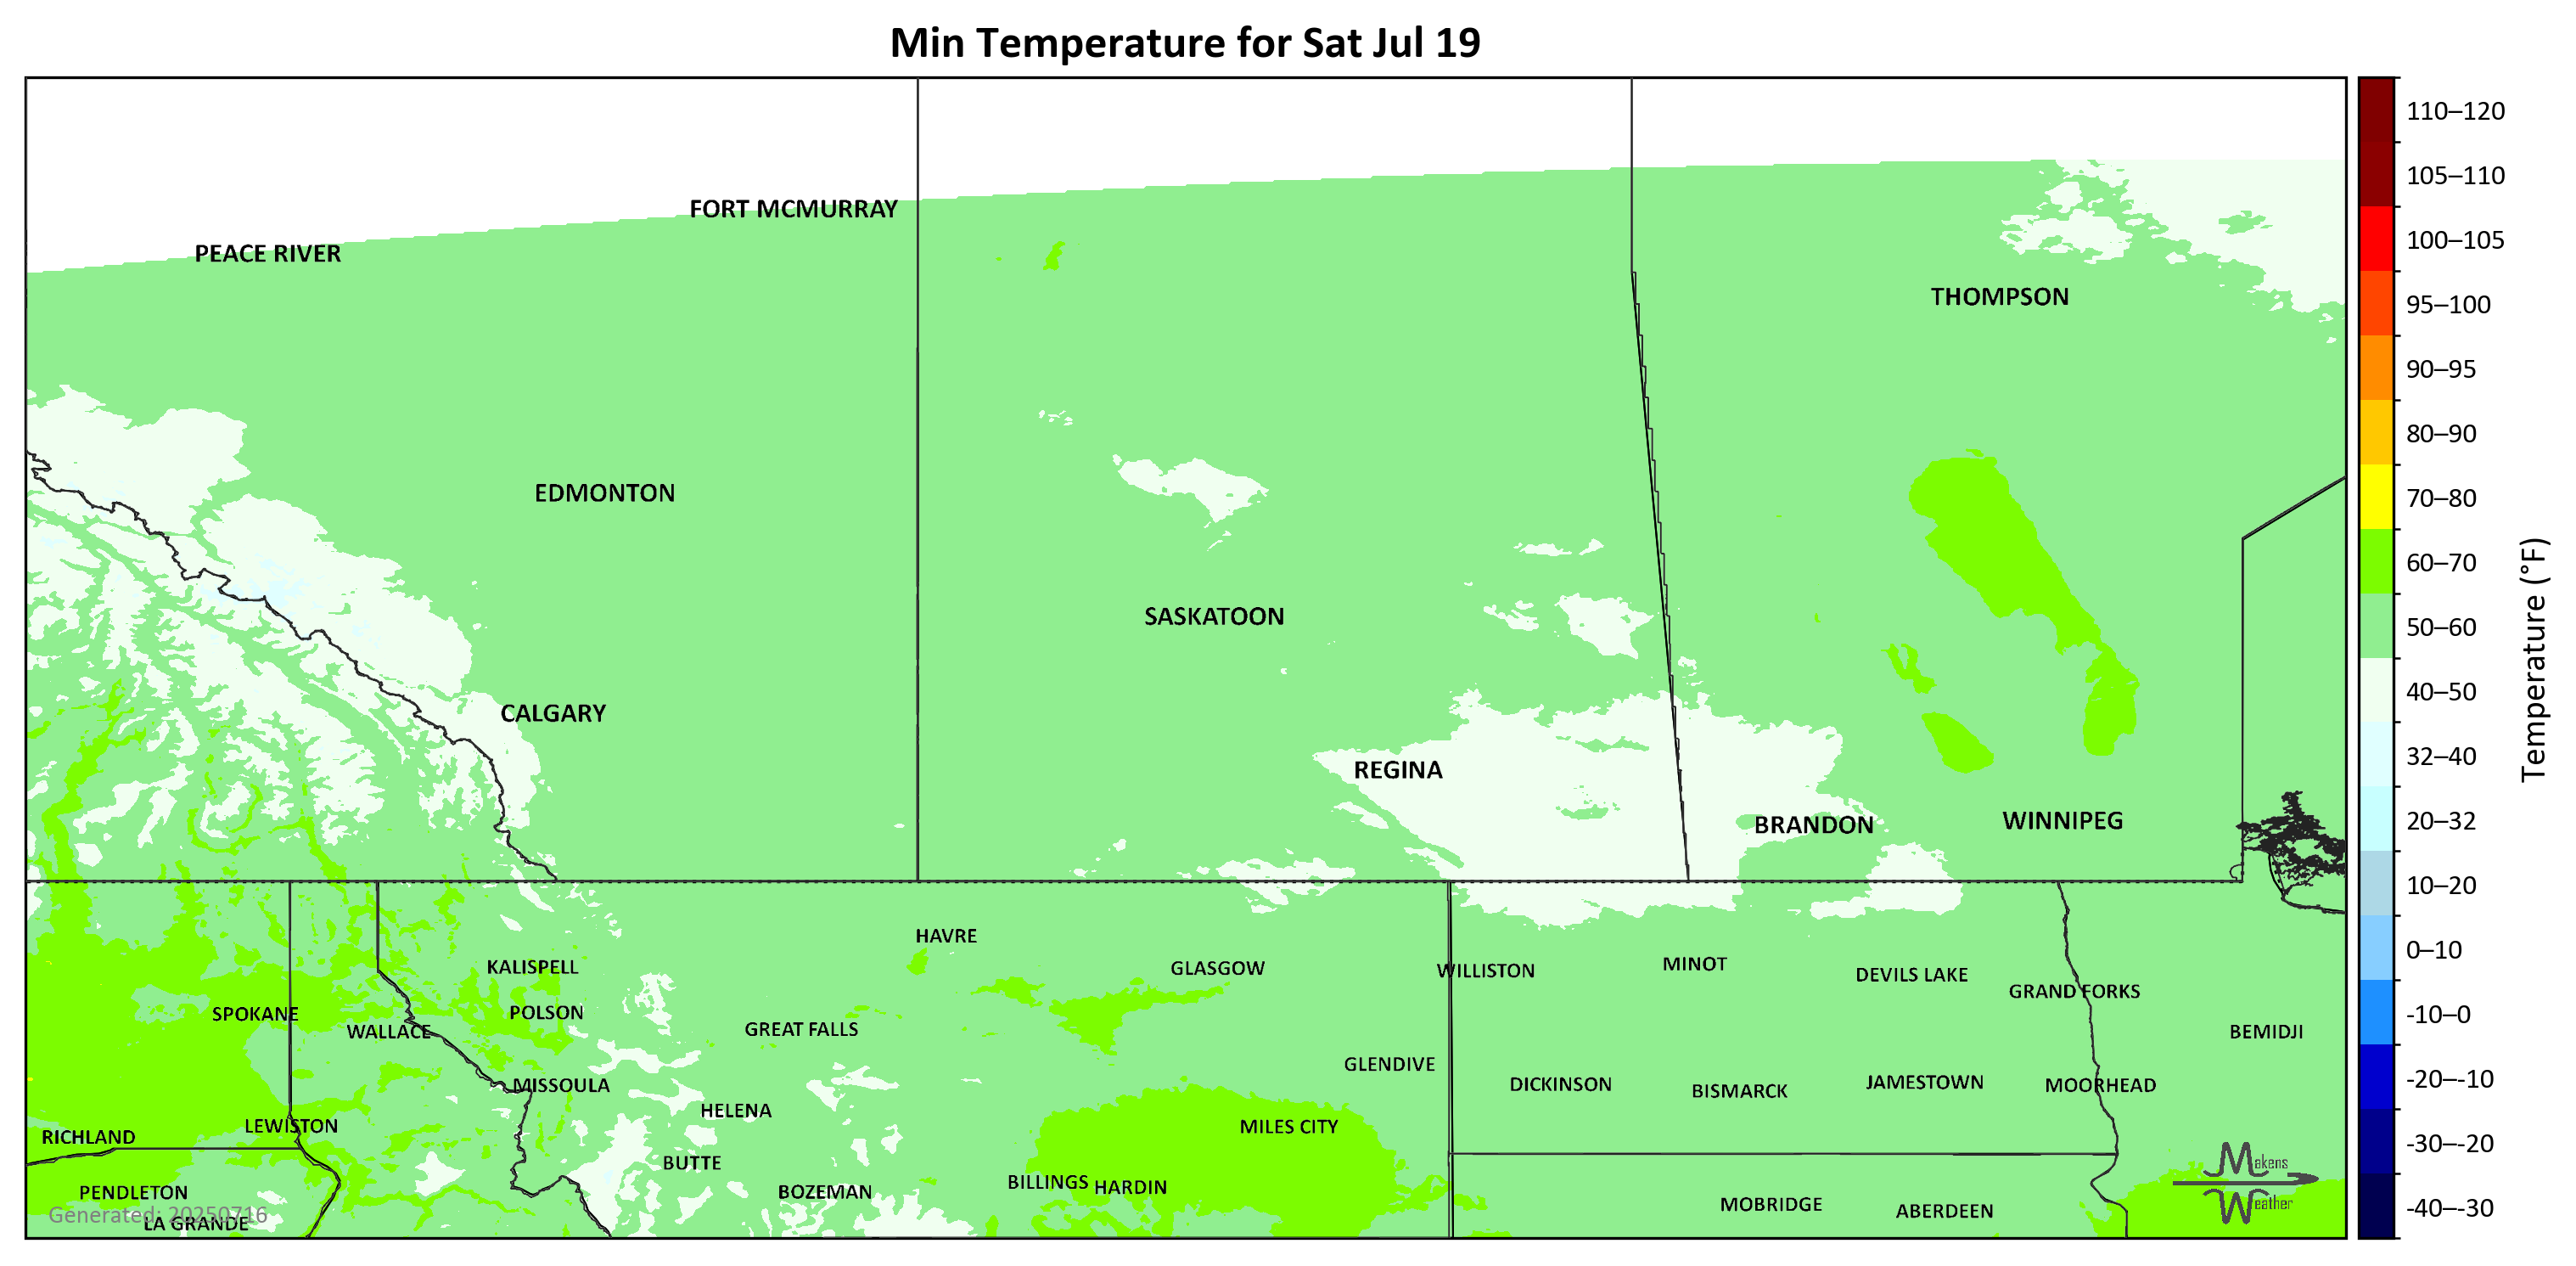 Min Temperature for Sat Jul 19
110–120
105–110
100–105
95–100
90–95
80–90
70–80
60–70
50–60
40–50
32–40
20–32
10–20
0–10
-10–0
-20–-10
-30–-20
-40–-30
Temperature (°F)
FORT MCMURRAY
PEACE RIVER
THOMPSON
EDMONTON
SASKATOON
CALGARY
REGINA
BRANDON
WINNIPEG
HAVRE
KALISPELL
GLASGOW
WILLISTON
MINOT
DEVILS LAKE
GRAND FORKS
SPOKANE
POLSON
WALLACE
GREAT FALLS
BEMIDJI
GLENDIVE
MISSOULA
DICKINSON
BISMARCK
JAMESTOWN
MOORHEAD
HELENA
LEWISTON
MILES CITY
RICHLAND
BUTTE
BILLINGS
HARDIN
PENDLETON
BOZEMAN
MOBRIDGE
ABERDEEN
Generated: 20250716
LA GRANDE
Makens
Weather